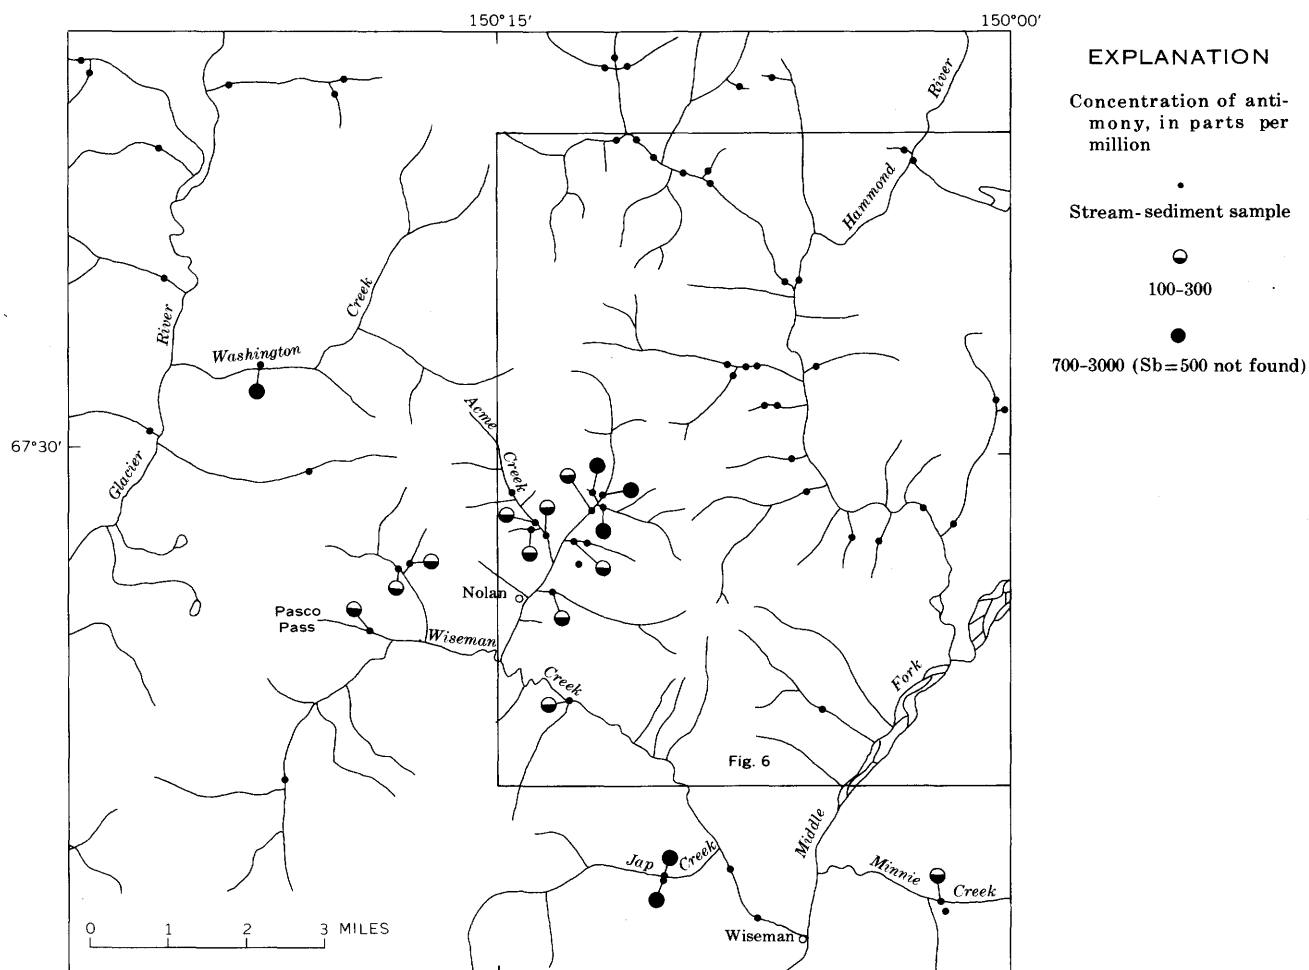 150°15′
150°00′
EXPLANATION
Concentration of anti-
mony, in parts per
million
Stream-sediment sample
100-300
700-3000 (Sb=500 not found)
River
Hammond
River
Creek
Washington
67°30′
Glacier
Acme
Creek
Nolan
Pasco
Pass
Wiseman
Creek
Fork
Fig. 6
Middle
Jap Creek
Minnie
Creek
Wiseman
0 1 2 3 MILES